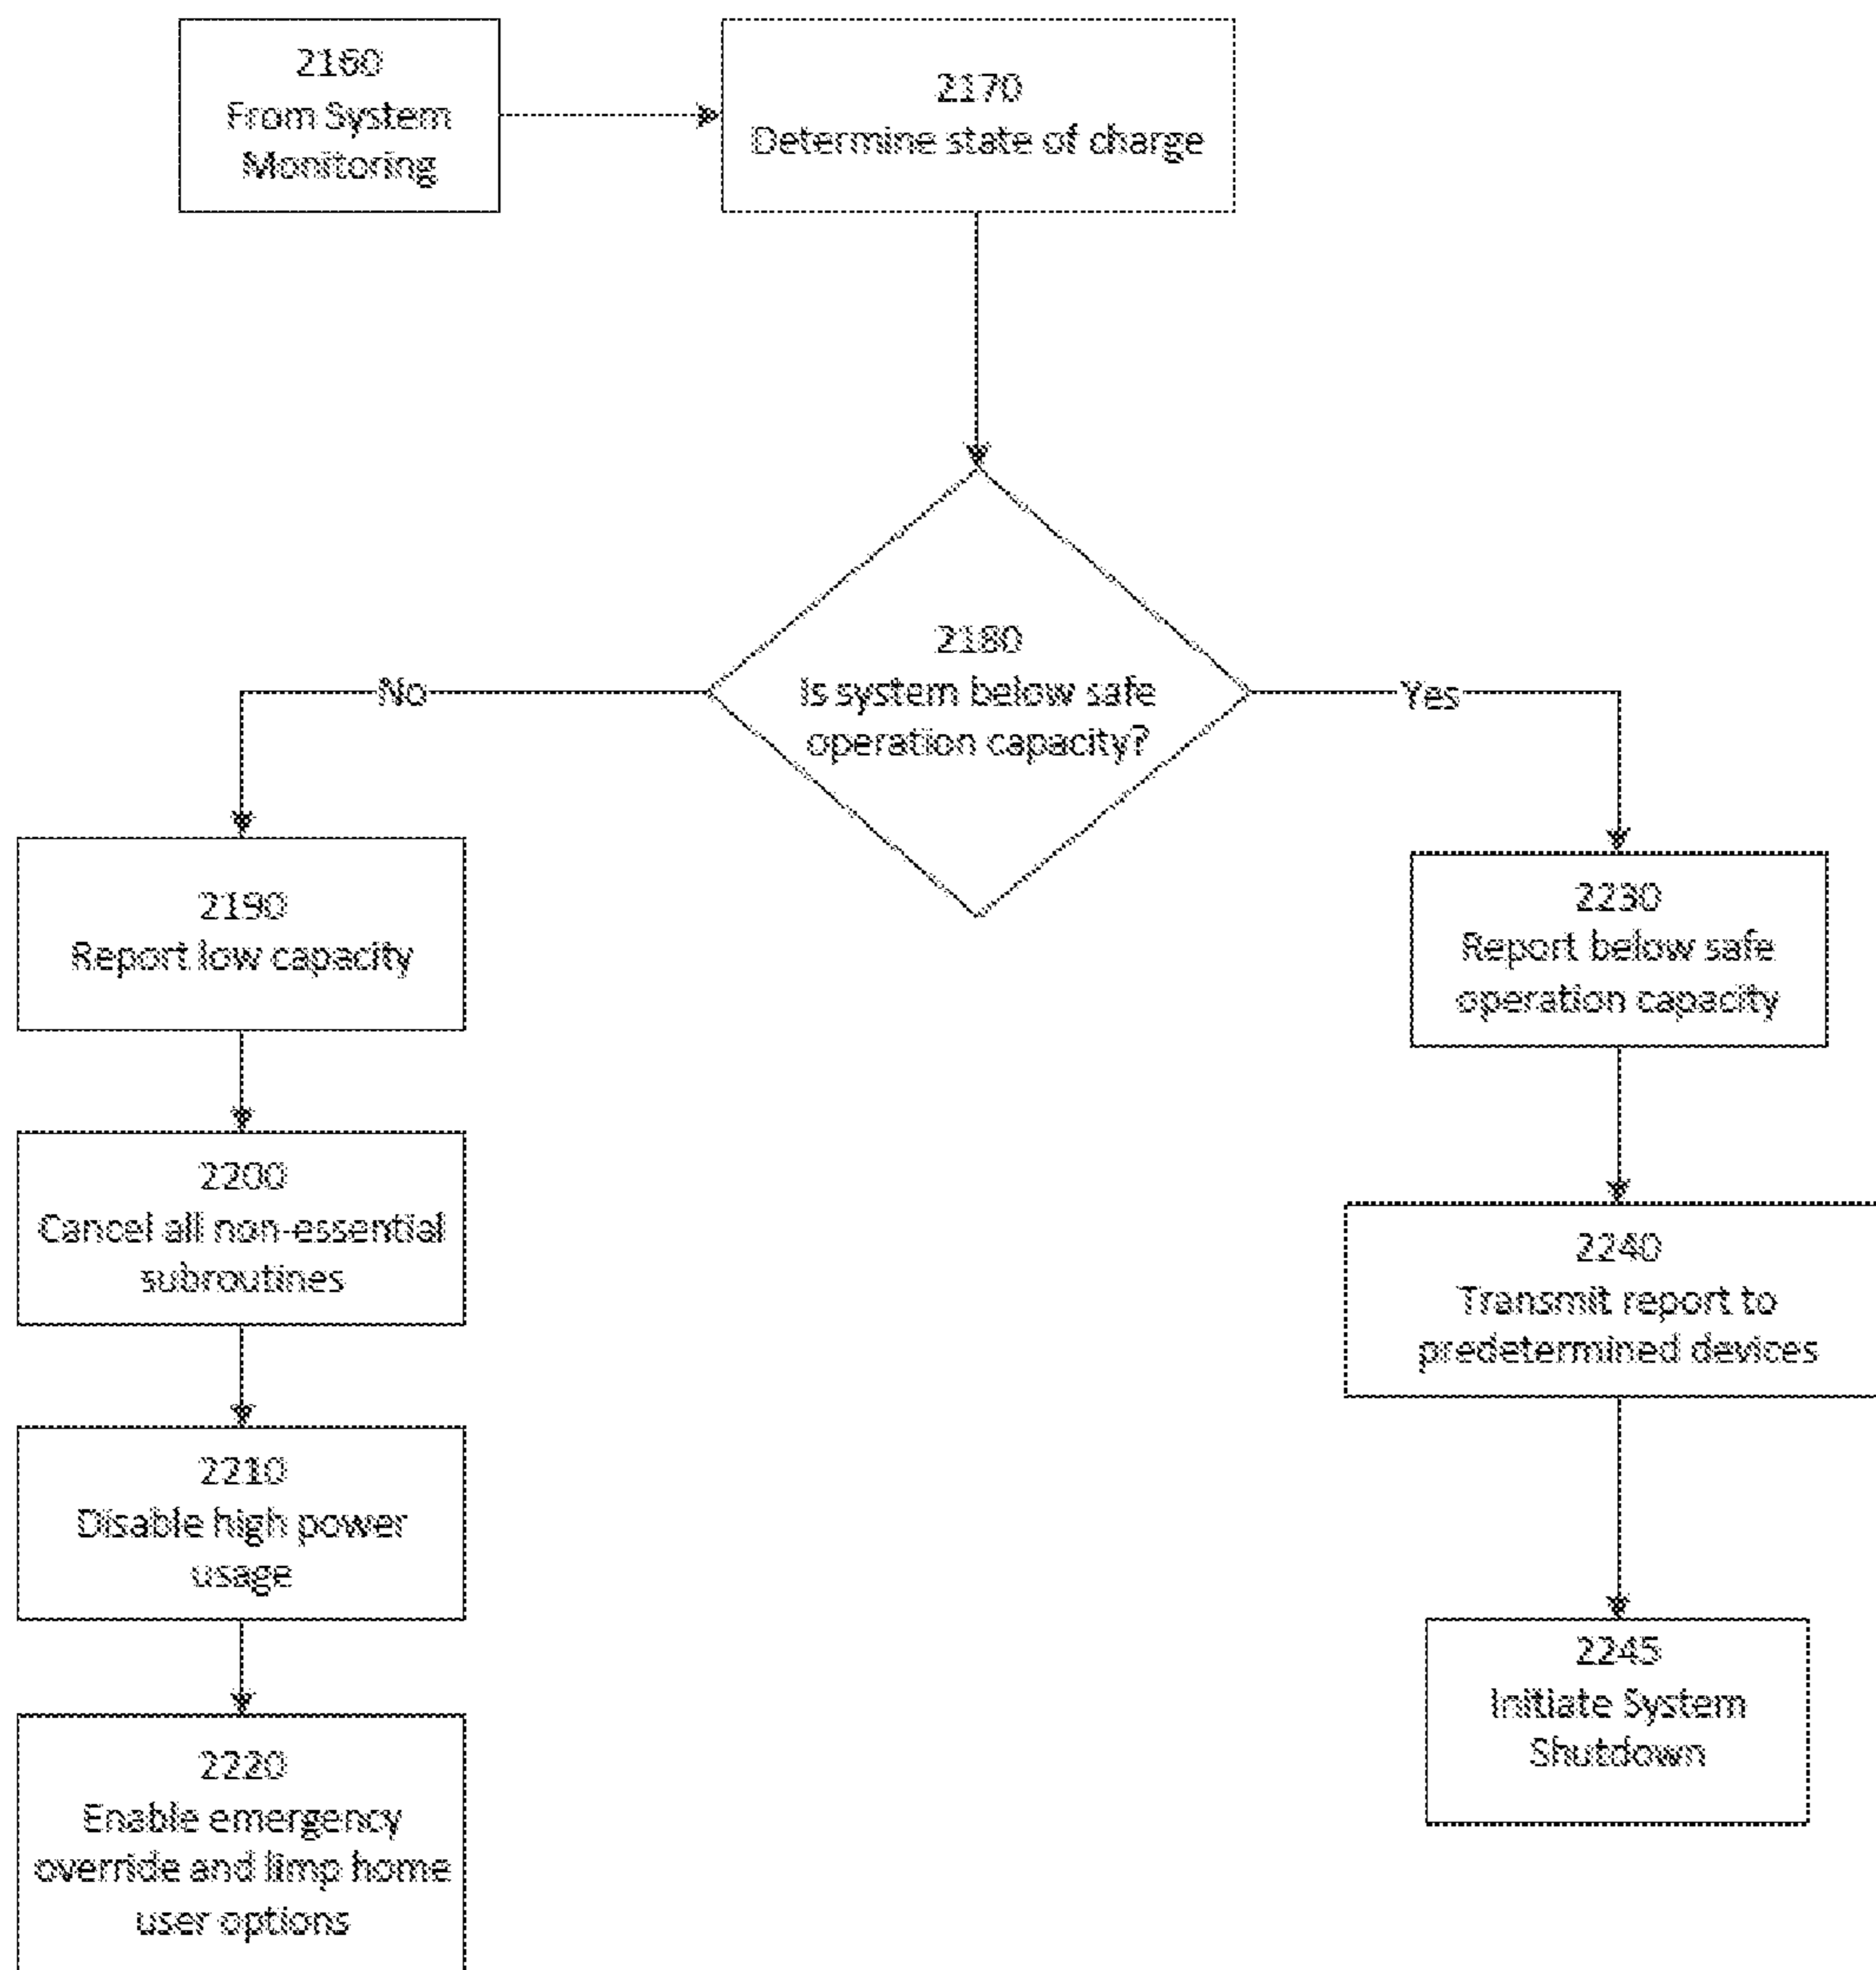 2160
From System
Monitoring
2170
Determine state of charge
2180
Is system below safe
operation capacity?
No
Yes
2190
Report low capacity
2230
Report below safe
operation capacity
2200
Cancel all non-essential
subroutines
2240
Transmit report to
predetermined devices
2210
Disable high power
usage
2245
Initiate System
Shutdown
2220
Enable emergency
override and limp home
user options